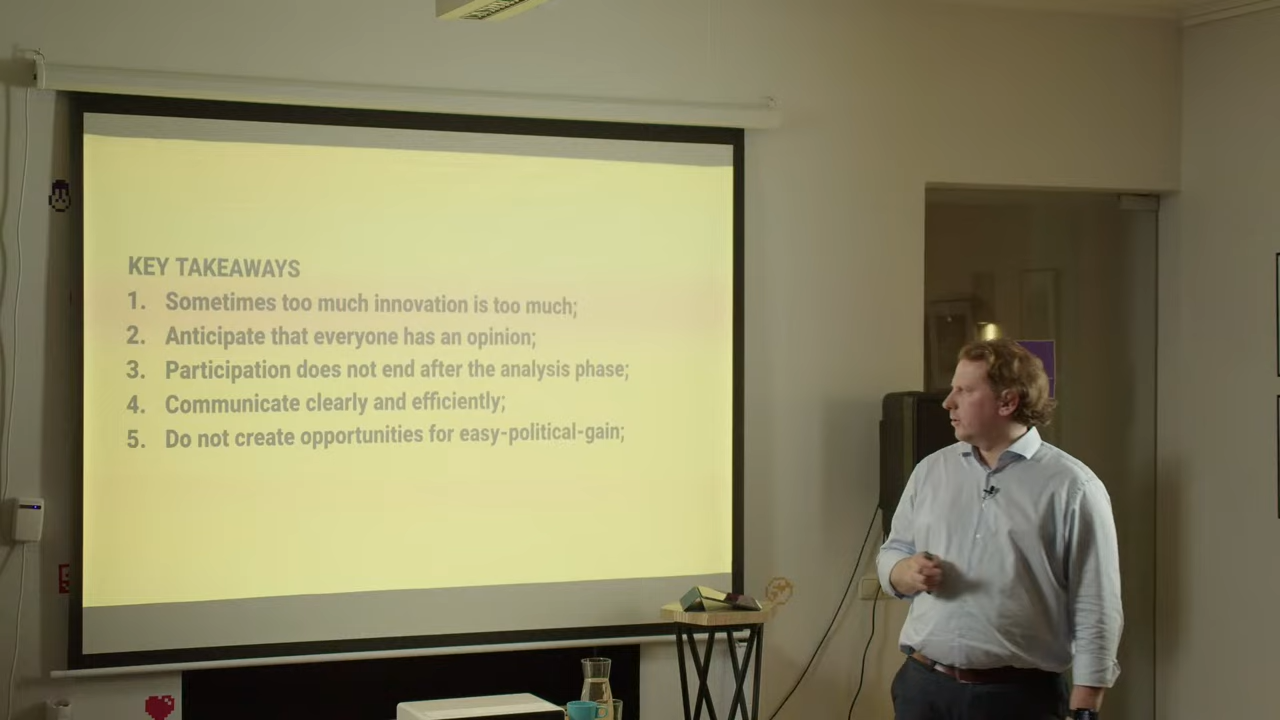 KEY TAKEAWAYS
1. Sometimes too much innovation is too much;
2. Anticipate that everyone has an opinion;
3. Participation does not end after the analysis phase;
4. Communicate clearly and efficiently;
5. Do not create opportunities for easy-political-gain;